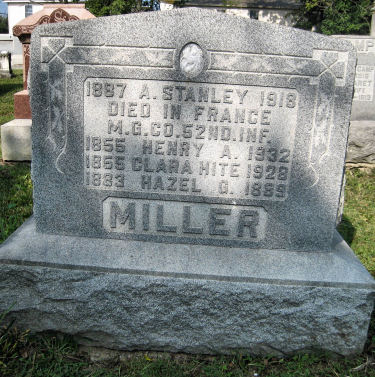 1887 A. STANLEY 1918
DIED IN FRANCE
M.G.CO. 52ND. INF.
1855 HENRY A. 1932
1865 CLARA HITE 1928
1883 HAZEL G. 1889
MILLER